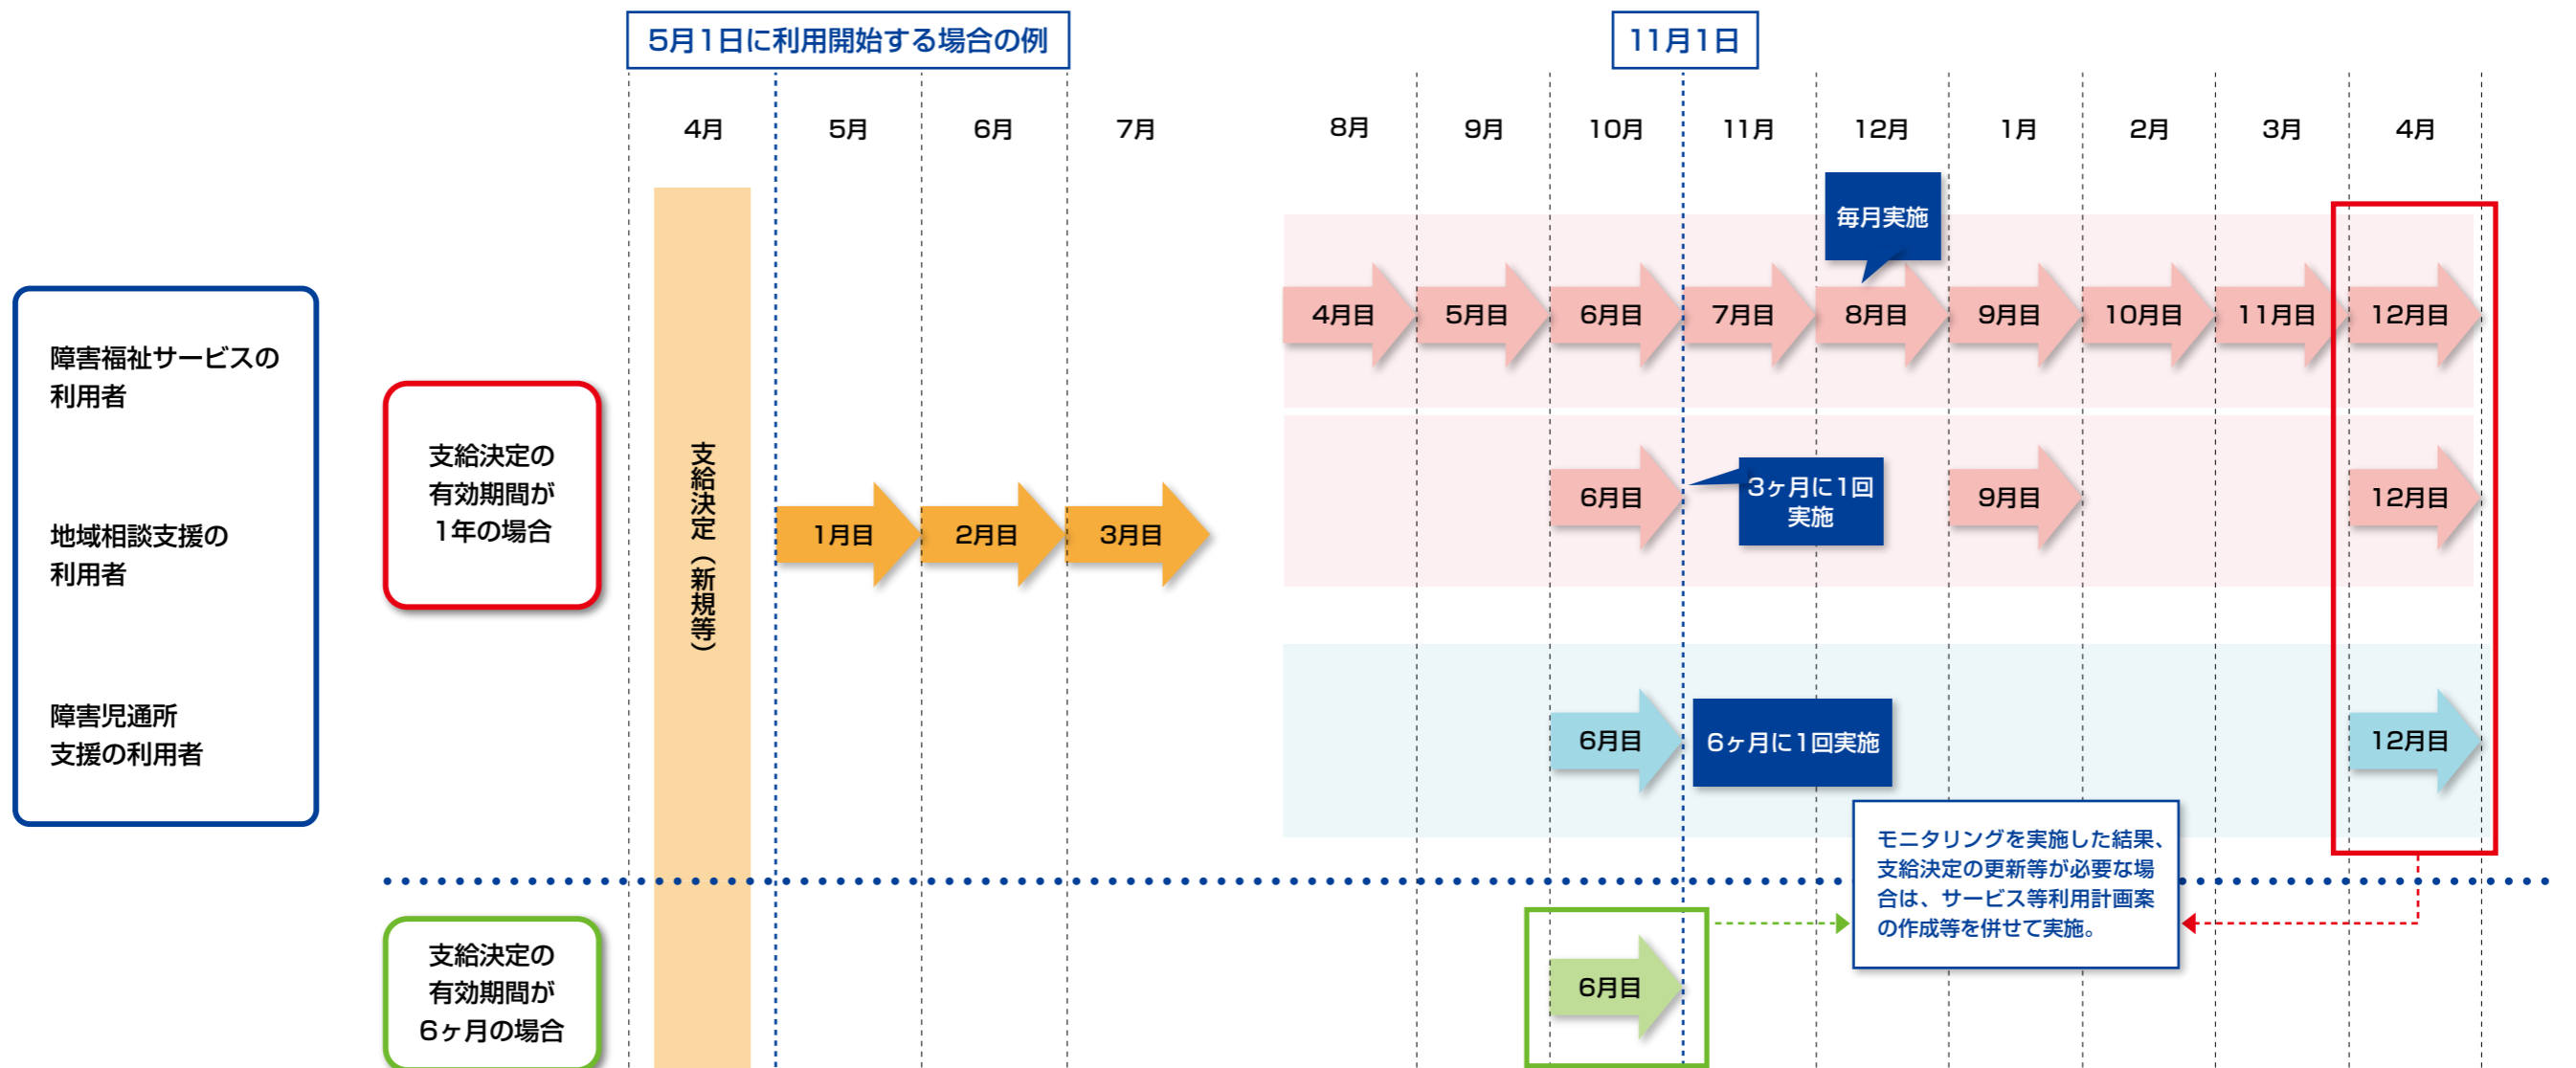 5月1日に利用開始する場合の例
11月1日
4月
5月
6月
7月
8月
9月
10月
11月
12月
1月
2月
3月
4月
障害福祉サービスの
利用者
地域相談支援の
利用者
障害児通所
支援の利用者
支給決定の
有効期間が
1年の場合
支給決定（新規等）
1月目
2月目
3月目
毎月実施
4月目
5月目
6月目
7月目
8月目
9月目
10月目
11月目
12月目
6月目
3ヶ月に1回
実施
9月目
12月目
6月目
6ヶ月に1回実施
12月目
モニタリングを実施した結果、
支給決定の更新等が必要な場
合は、サービス等利用計画案
の作成等を併せて実施。
支給決定の
有効期間が
6ヶ月の場合
6月目